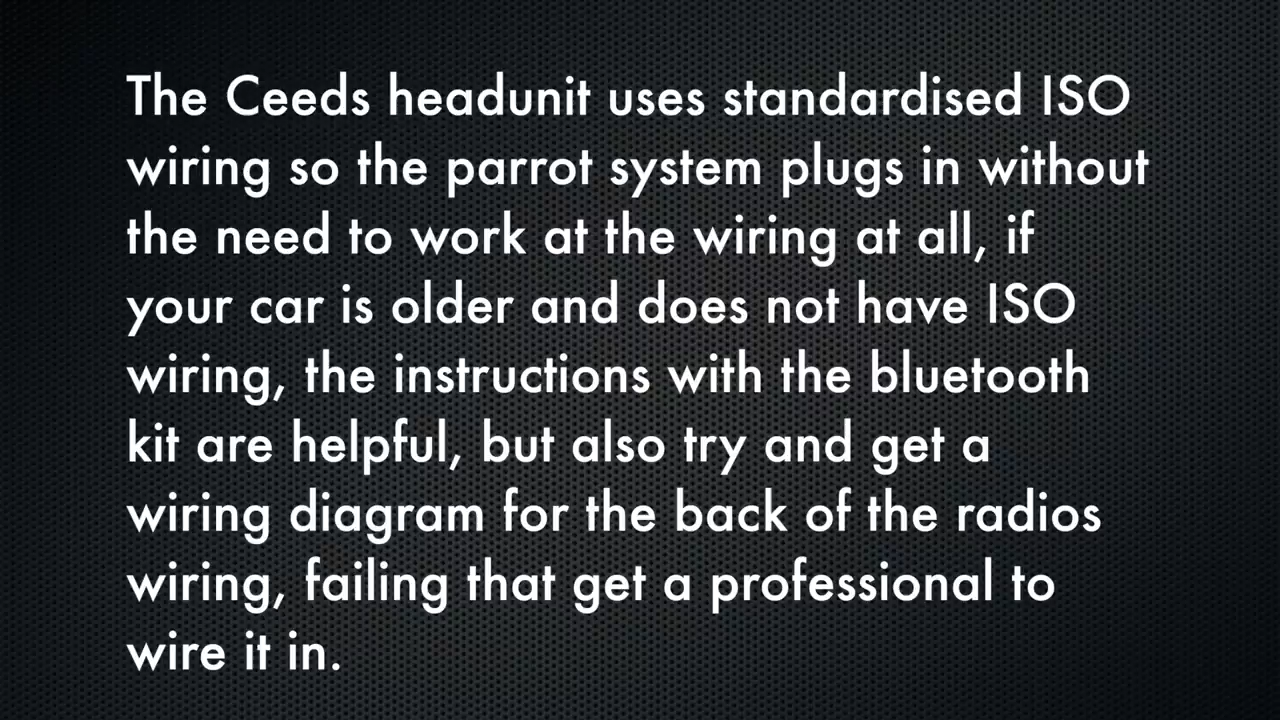 The Ceeds headunit uses standardised ISO
wiring so the parrot system plugs in without
the need to work at the wiring at all, if
your car is older and does not have ISO
wiring, the instructions with the bluetooth
kit are helpful, but also try and get a
wiring diagram for the back of the radios
wiring, failing that get a professional to
wire it in.